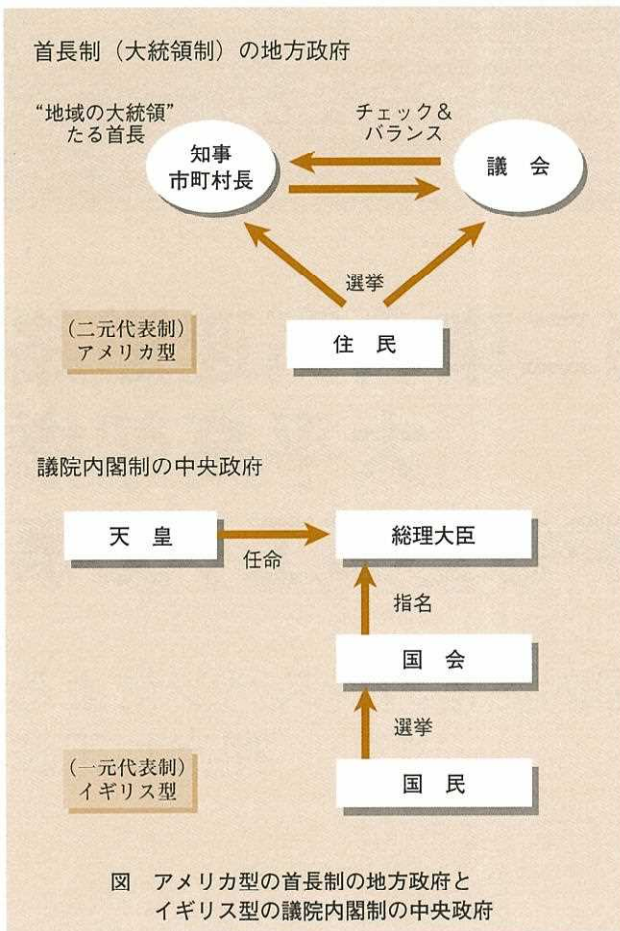 首長制（大統領制）の地方政府
“地域の大統領”
たる首長
チェック＆
バランス
知事
市町村長
議　会
選挙
（二元代表制）
アメリカ型
住　民
議院内閣制の中央政府
天　皇
総理大臣
任命
指名
国　会
選挙
（一元代表制）
イギリス型
国　民
図　アメリカ型の首長制の地方政府と
イギリス型の議院内閣制の中央政府